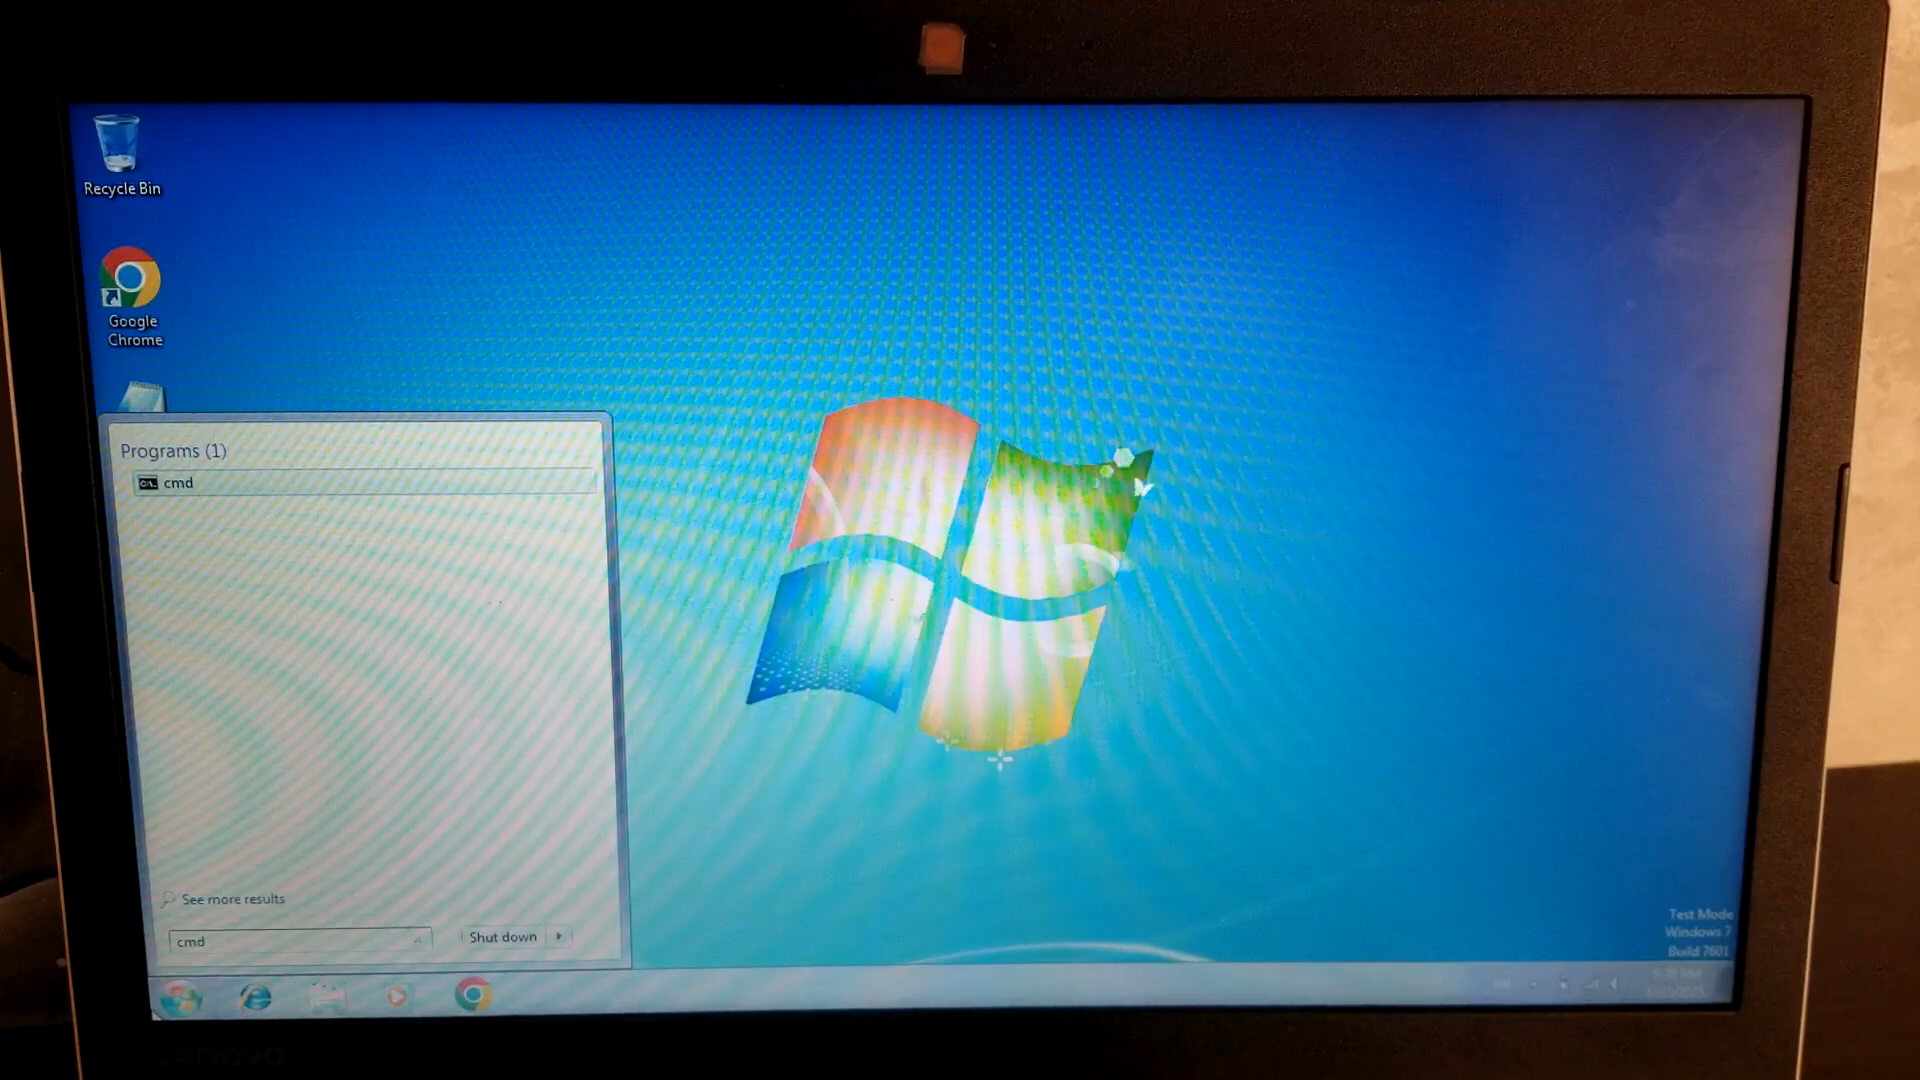 Recycle Bin
Google
Chrome
Programs (1)
cmd
See more results
cmd
Shut down
Test Mode
Windows 7
Build 7601
Lenovo